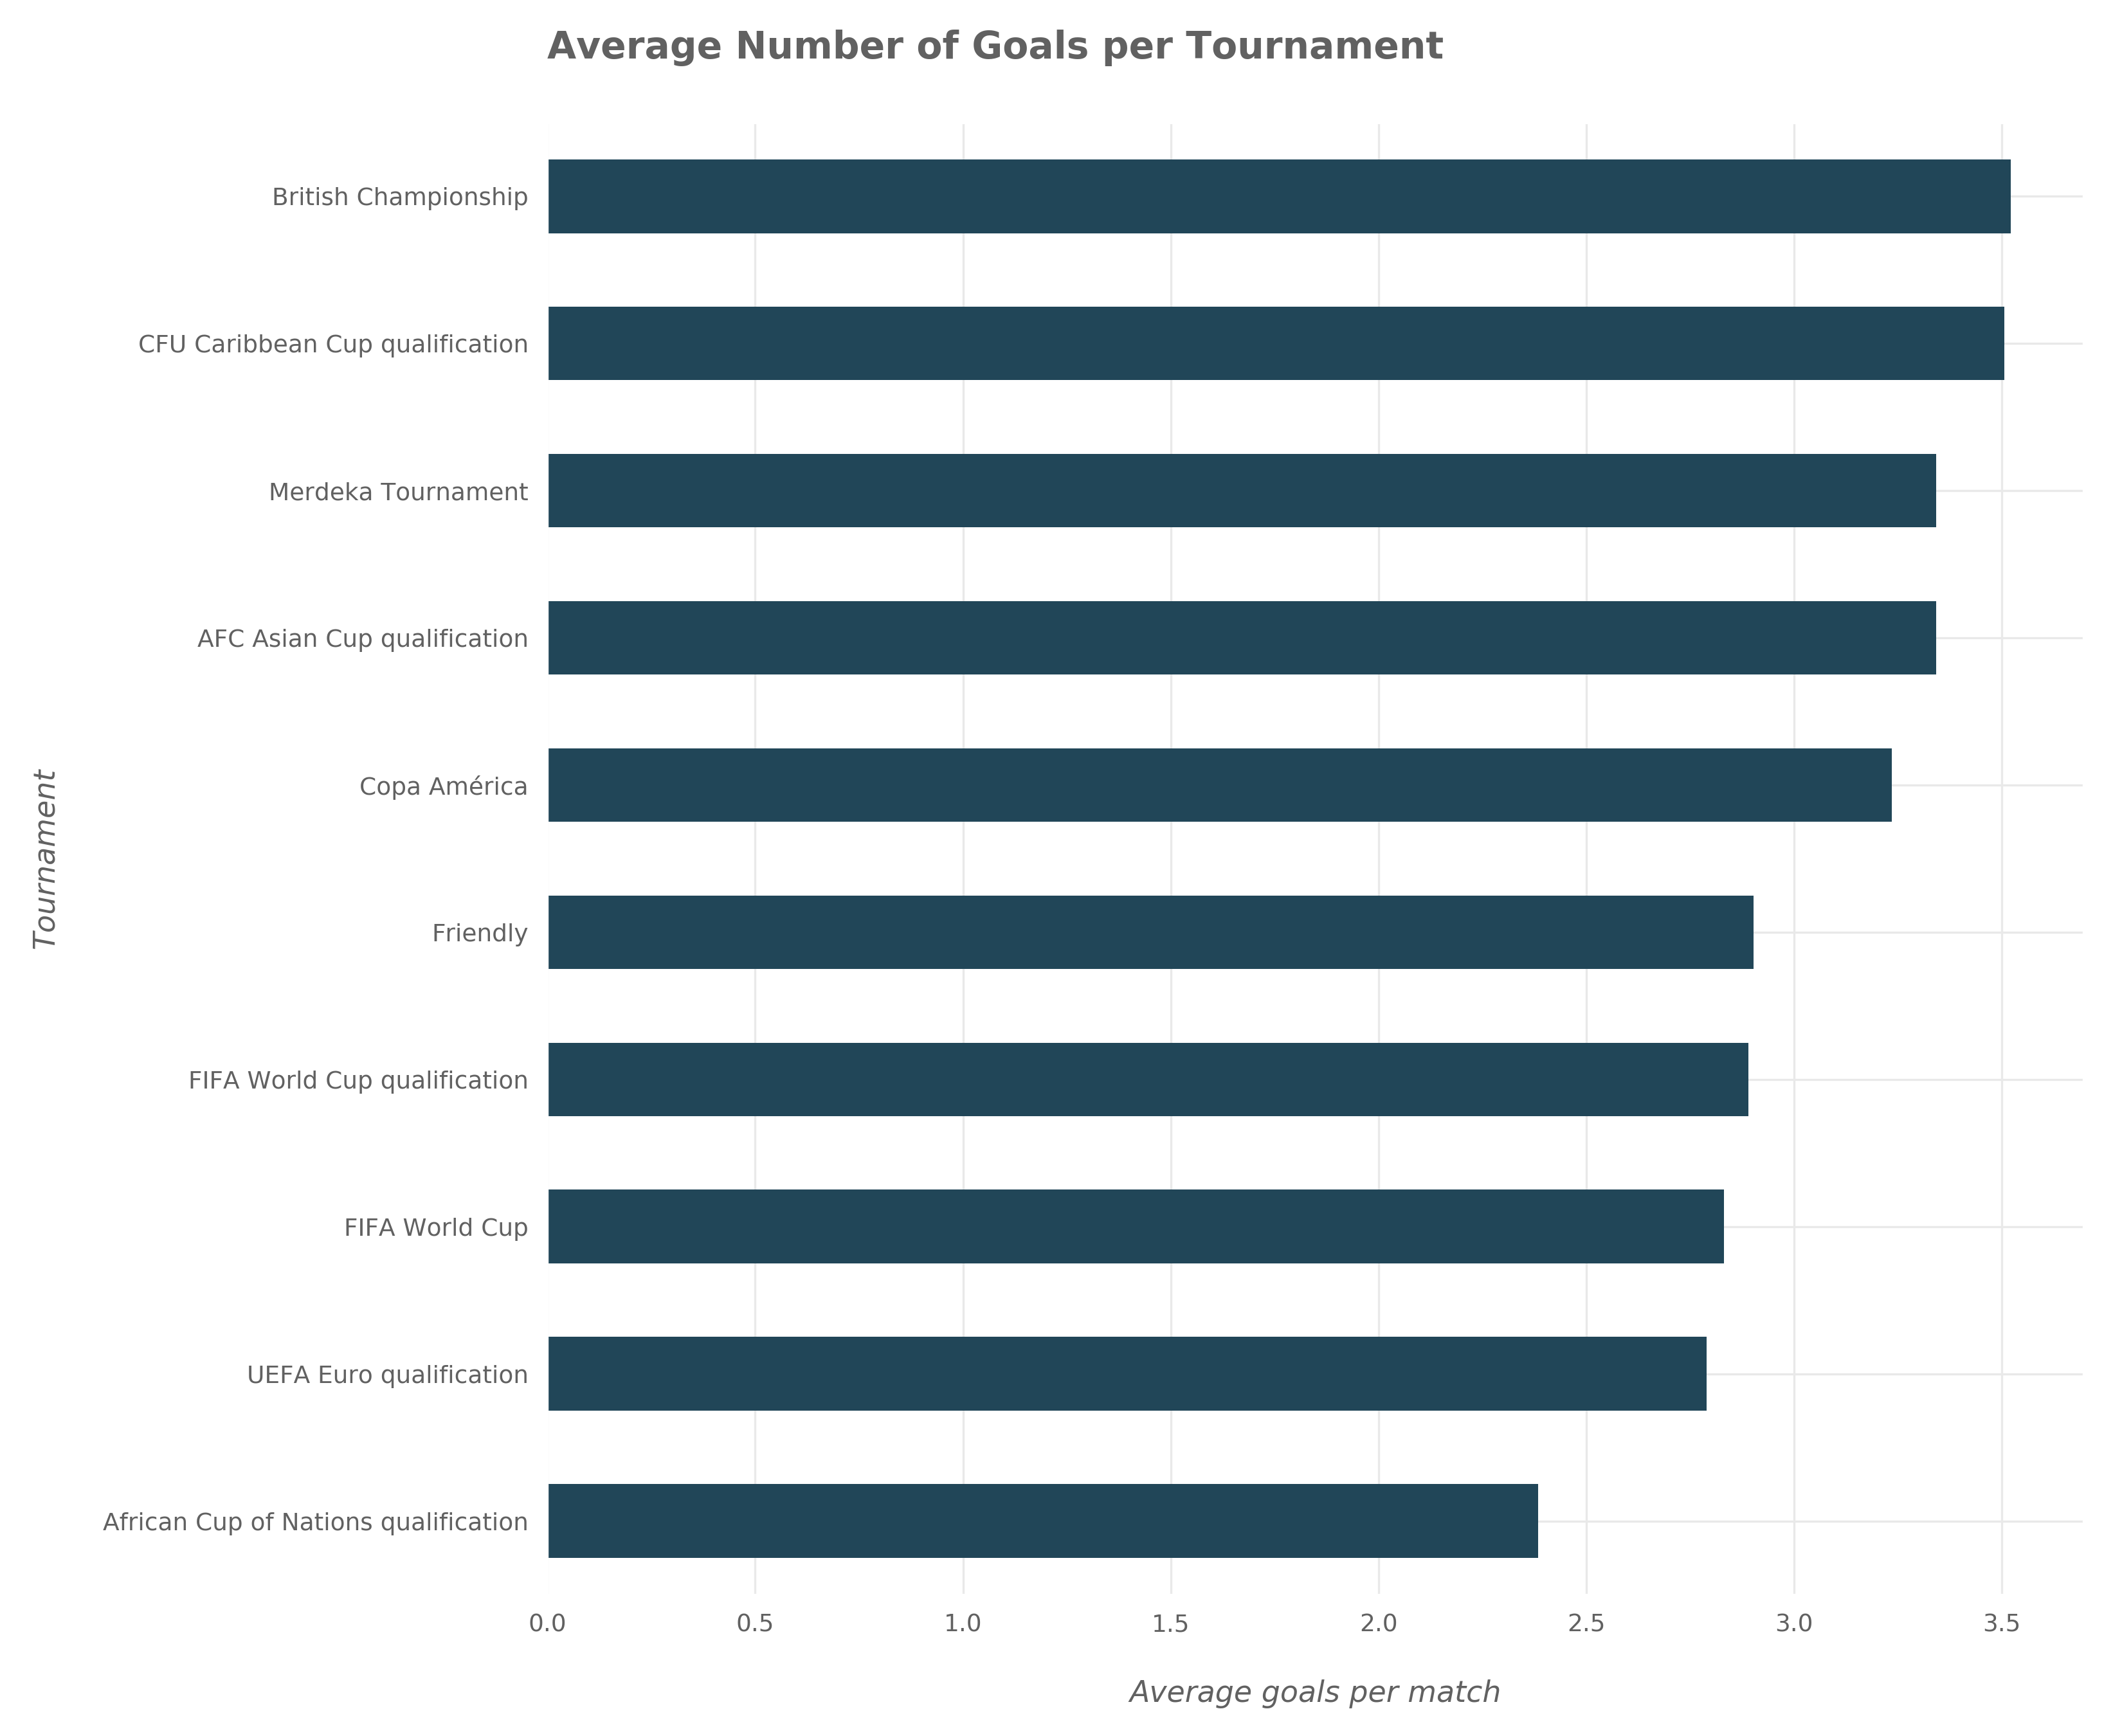 Average Number of Goals per Tournament
British Championship
CFU Caribbean Cup qualification
Merdeka Tournament
AFC Asian Cup qualification
Copa América
Friendly
FIFA World Cup qualification
FIFA World Cup
UEFA Euro qualification
African Cup of Nations qualification
Tournament
0.0 0.5 1.0 1.5 2.0 2.5 3.0 3.5
Average goals per match